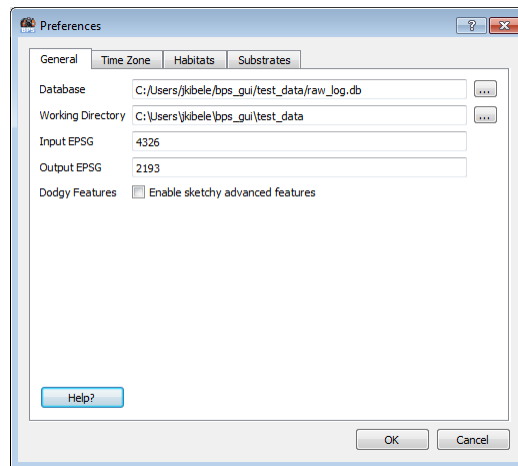 BPS Preferences ?
General Time Zone Habitats Substrates
Database C:/Users/jkibele/bps_gui/test_data/raw_log.db ...
Working Directory C:\Users\jkibele\bps_gui\test_data ...
Input EPSG 4326
Output EPSG 2193
Dodgy Features Enable sketchy advanced features
Help?
OK Cancel